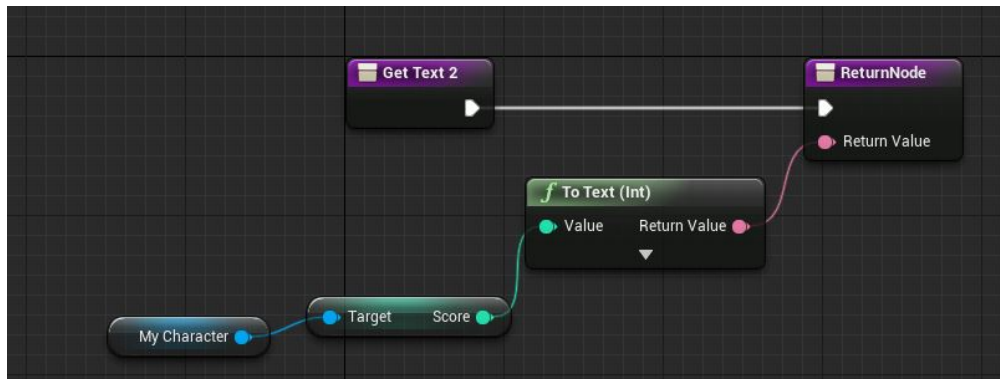 Get Text 2
ReturnNode
Return Value
f To Text (Int)
Value Return Value
Target Score
My Character